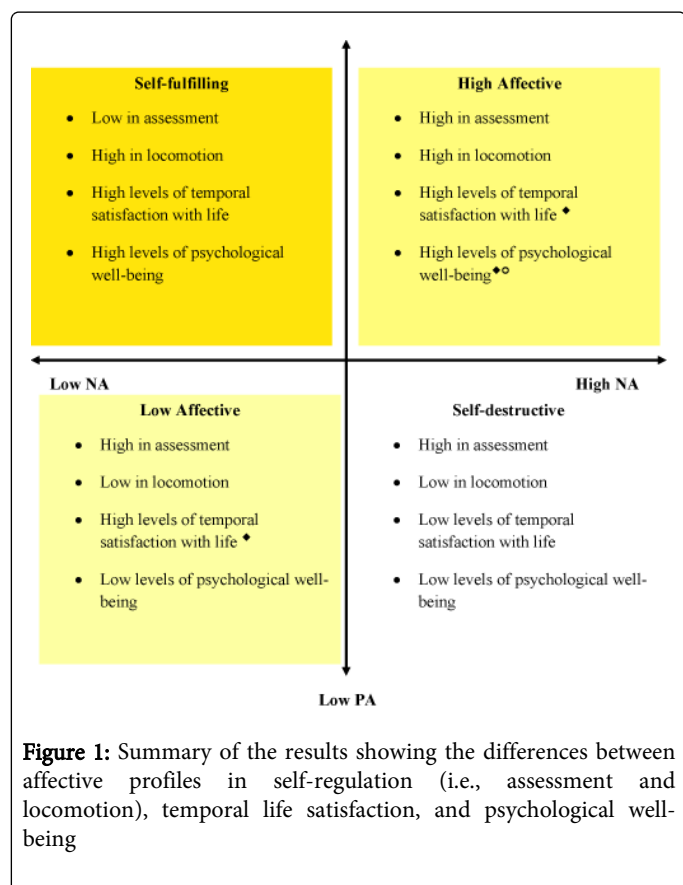 Self-fulfilling
• Low in assessment
• High in locomotion
• High levels of temporal
satisfaction with life
• High levels of psychological
well-being
High Affective
• High in assessment
• High in locomotion
• High levels of temporal
satisfaction with life ◆
• High levels of psychological
well-being◆○
Low NA
High NA
Low Affective
• High in assessment
• Low in locomotion
• High levels of temporal
satisfaction with life ◆
• Low levels of psychological well-
being
Self-destructive
• High in assessment
• Low in locomotion
• Low levels of temporal
satisfaction with life
• Low levels of psychological well-
being
Low PA
Figure 1: Summary of the results showing the differences between
affective profiles in self-regulation (i.e., assessment and
locomotion), temporal life satisfaction, and psychological well-
being